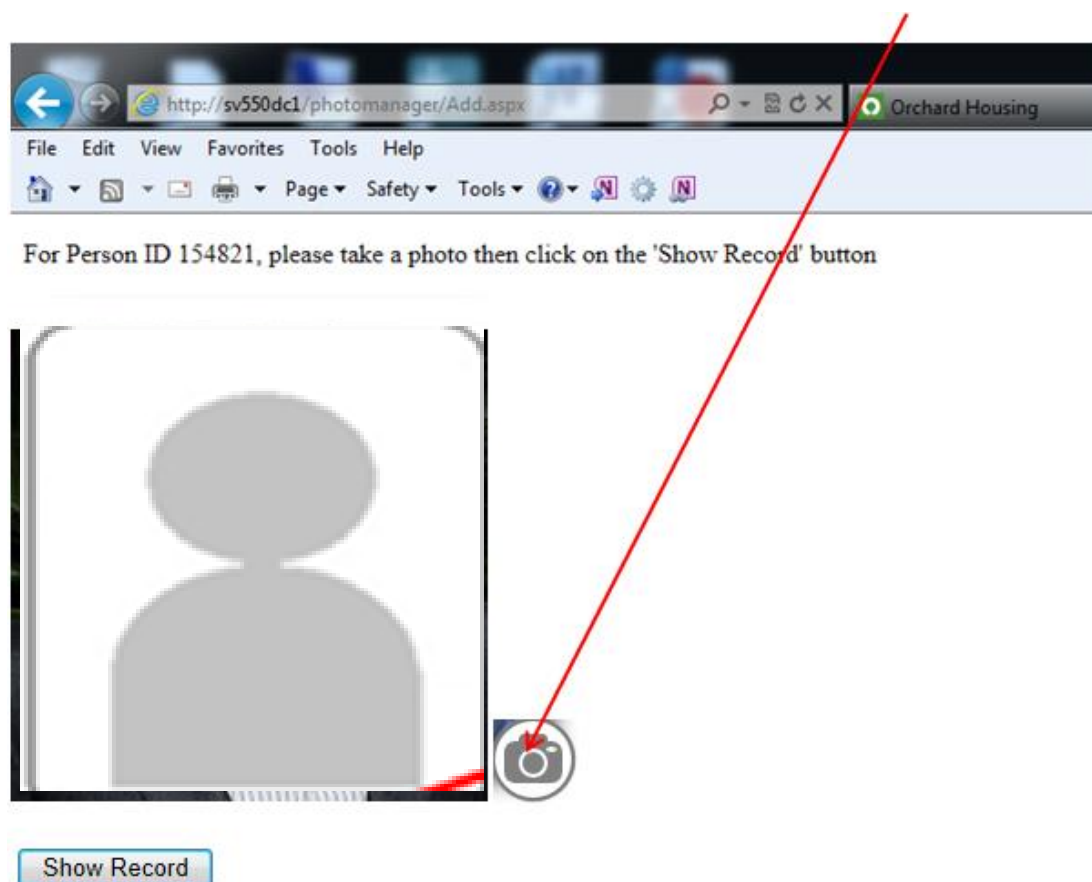 http://sv550dc1/photomanager/Add.aspx
Orchard Housing
File Edit View Favorites Tools Help
Page Safety Tools
For Person ID 154821, please take a photo then click on the 'Show Record' button
Show Record